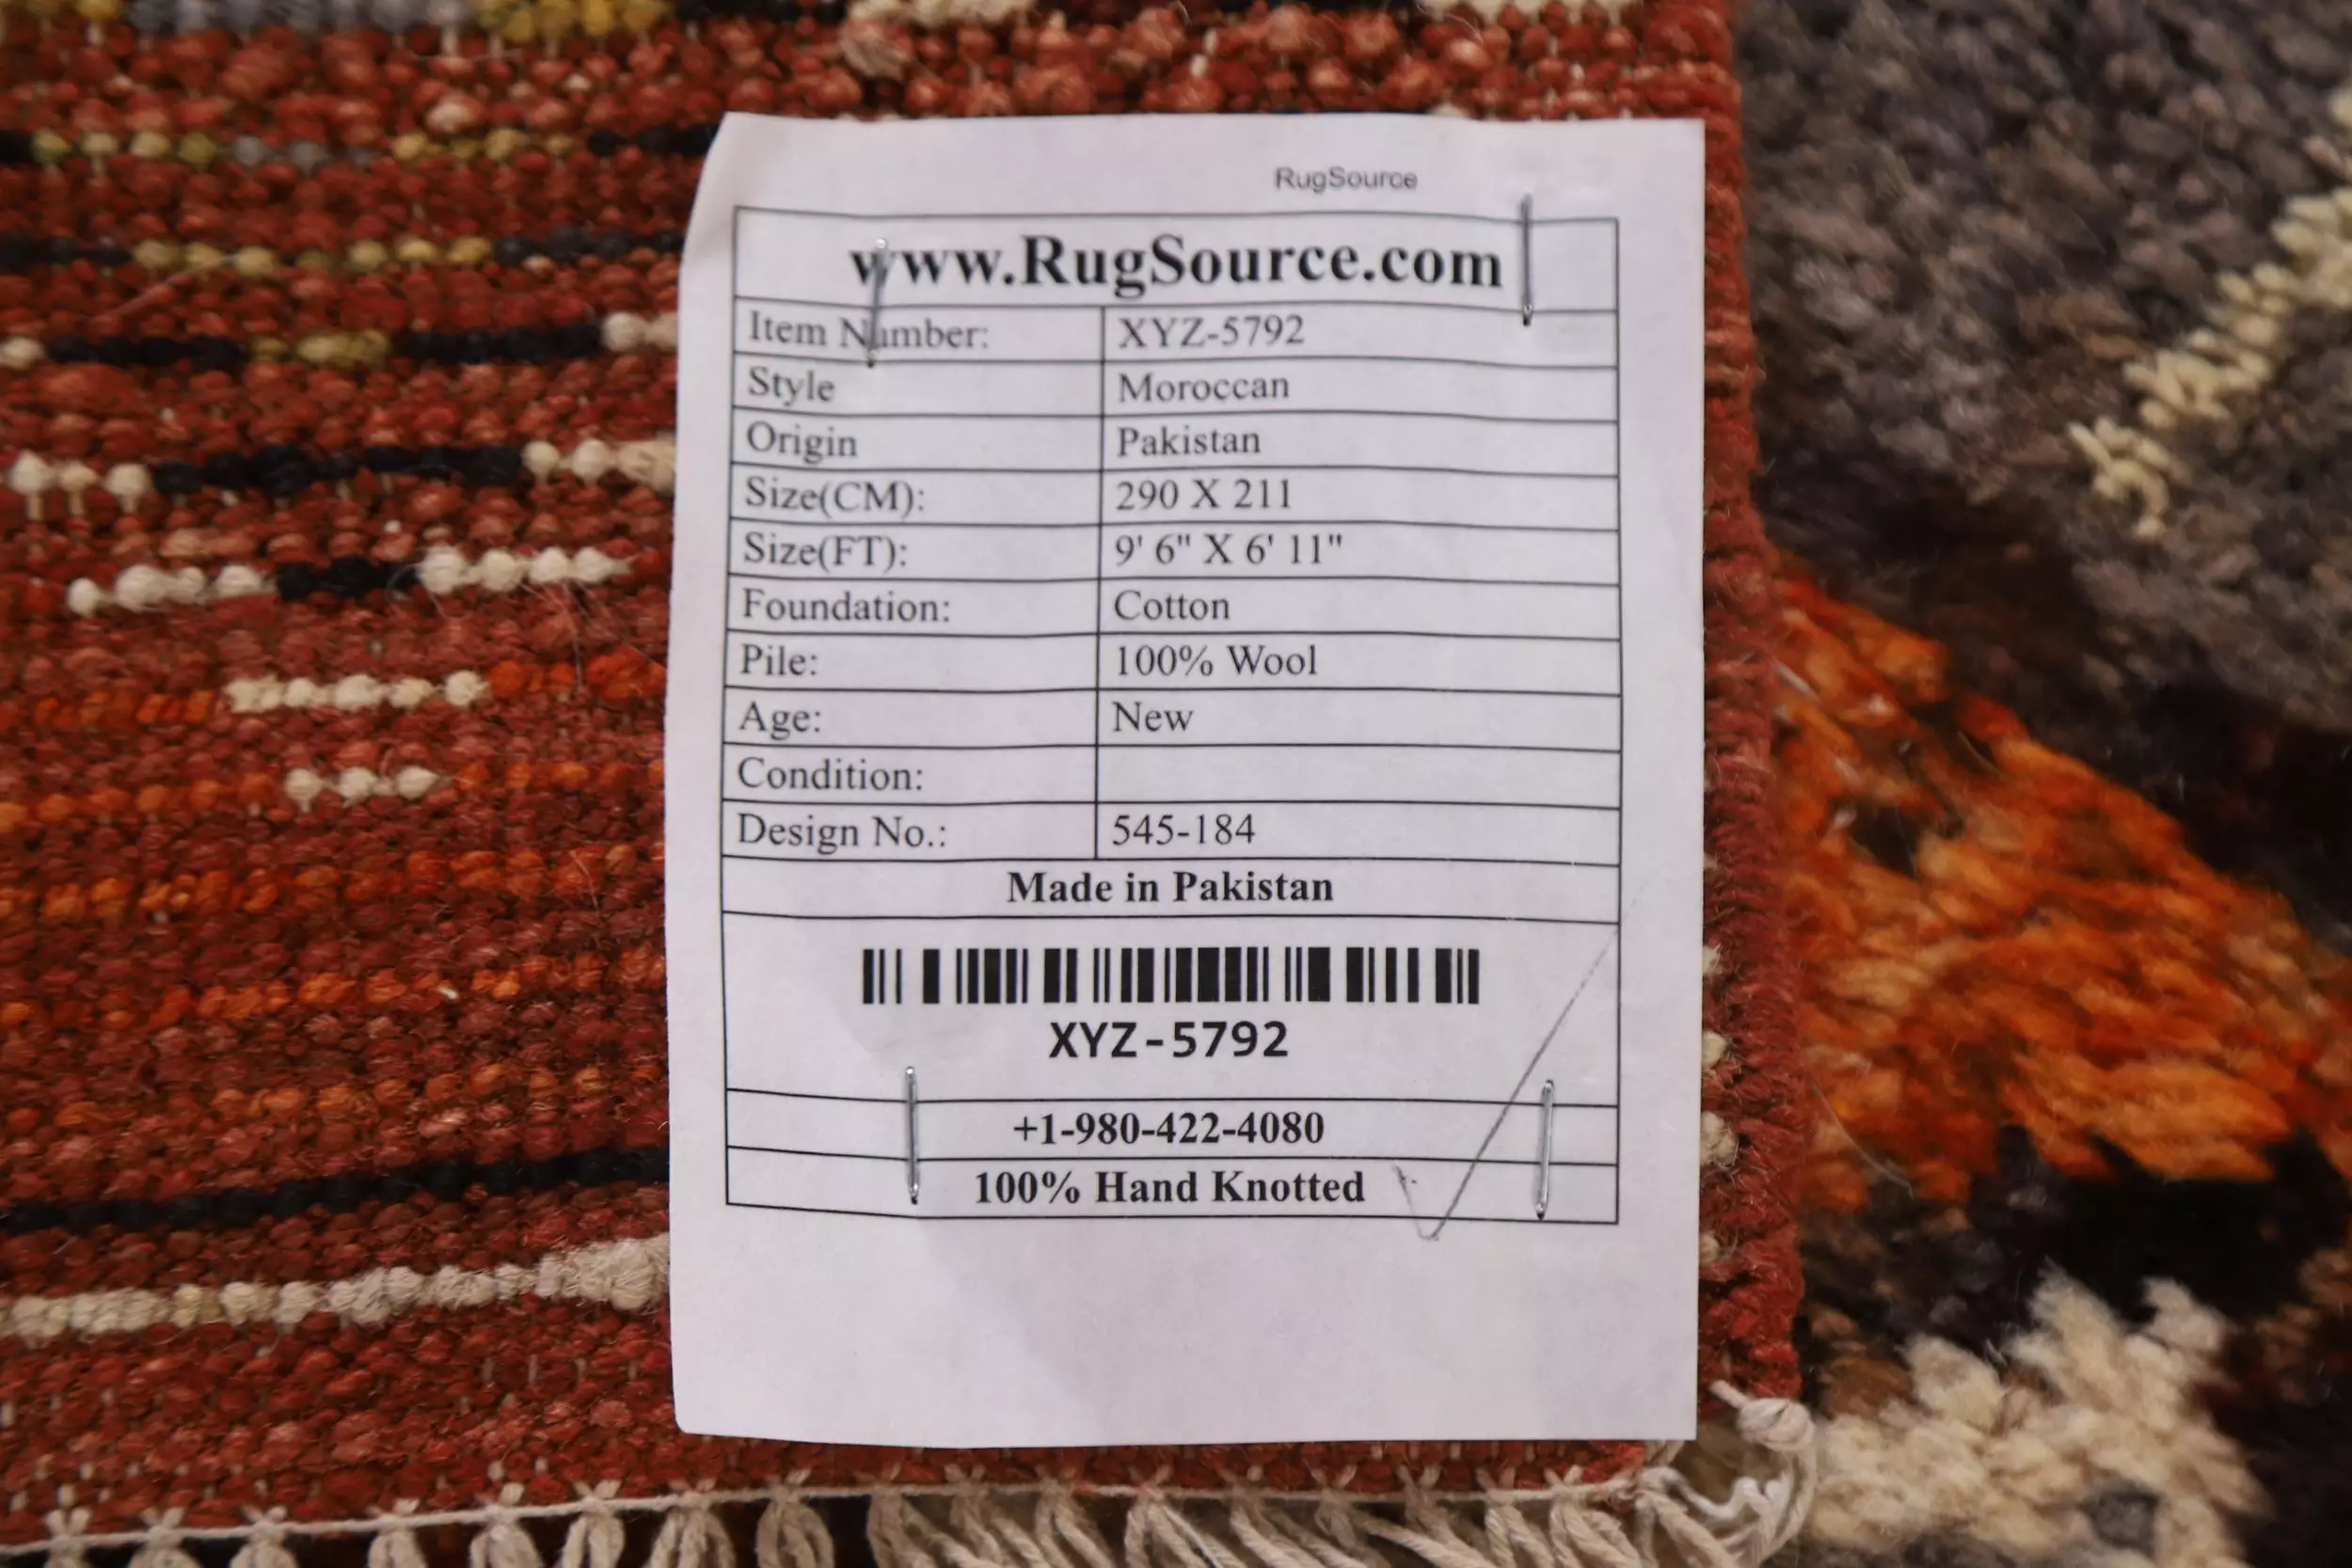 RugSource
www.RugSource.com
Item Number: XYZ-5792
Style Moroccan
Origin Pakistan
Size(CM): 290 X 211
Size(FT): 9' 6" X 6' 11"
Foundation: Cotton
Pile: 100% Wool
Age: New
Condition:
Design No.: 545-184
Made in Pakistan
XYZ-5792
+1-980-422-4080
100% Hand Knotted